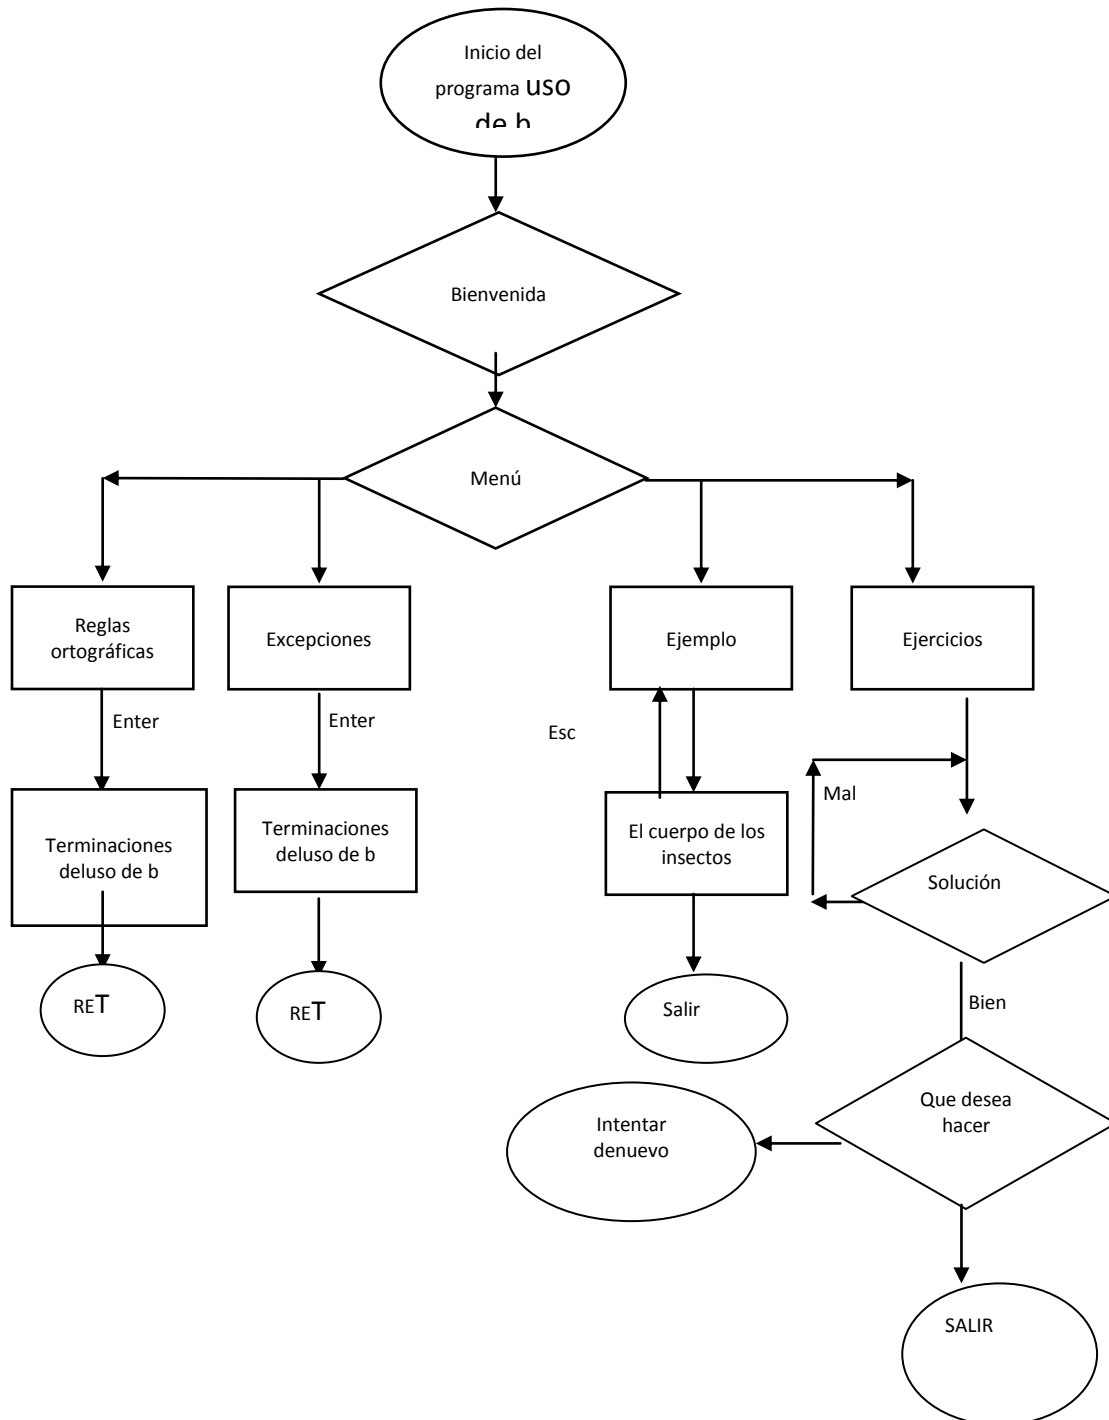 Inicio del
programa uso
de b
Bienvenida
Menú
Reglas
ortográficas
Excepciones
Ejemplo
Ejercicios
Enter
Enter
Esc
Mal
Terminaciones
deluso de b
Terminaciones
deluso de b
El cuerpo de los
insectos
Solución
RET
RET
Salir
Bien
Intentar
denuevo
Que desea
hacer
SALIR